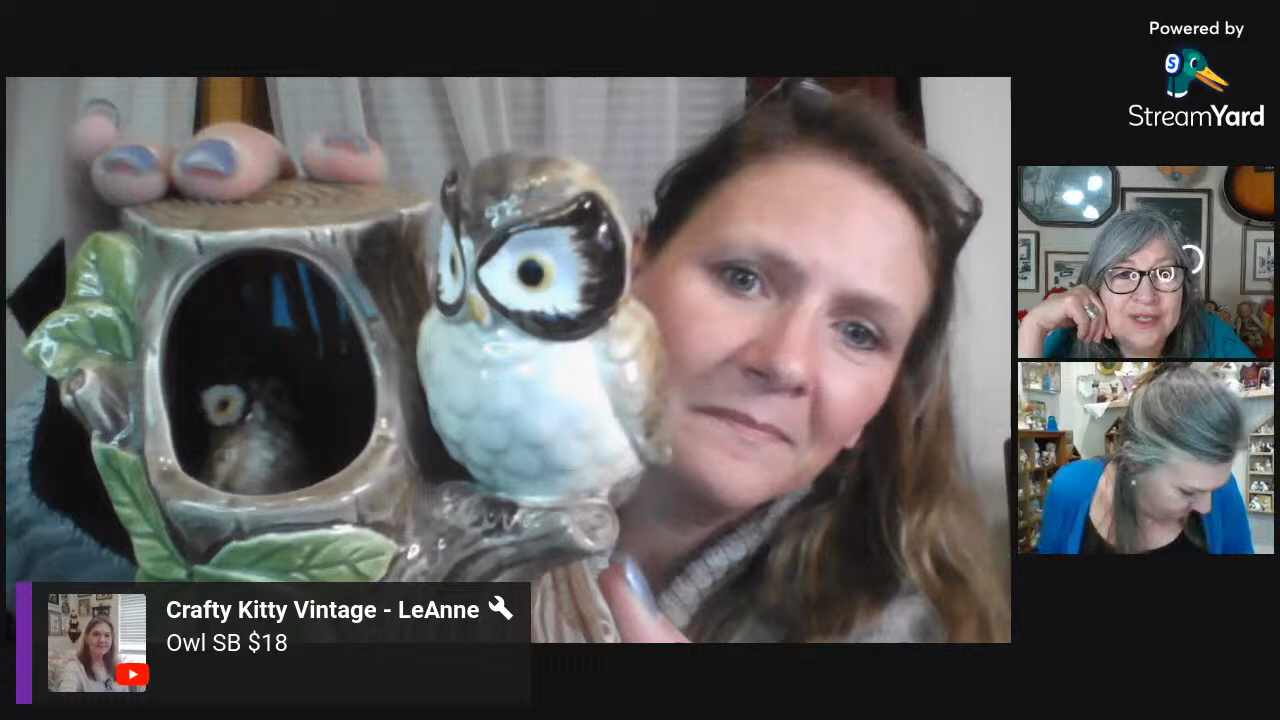 Powered by
S
StreamYard
Crafty Kitty Vintage - LeAnne
Owl SB $18